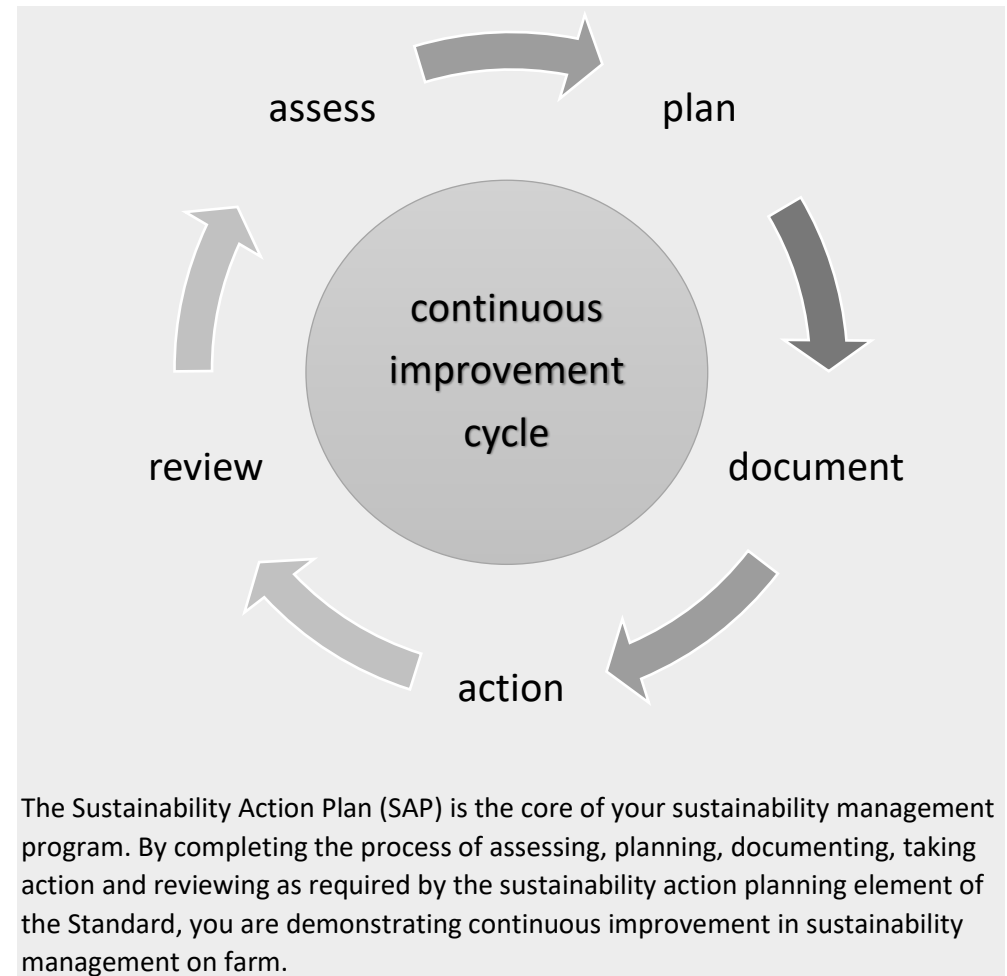 assess
plan
continuous
improvement
cycle
review
document
action
The Sustainability Action Plan (SAP) is the core of your sustainability management
program. By completing the process of assessing, planning, documenting, taking
action and reviewing as required by the sustainability action planning element of
the Standard, you are demonstrating continuous improvement in sustainability
management on farm.